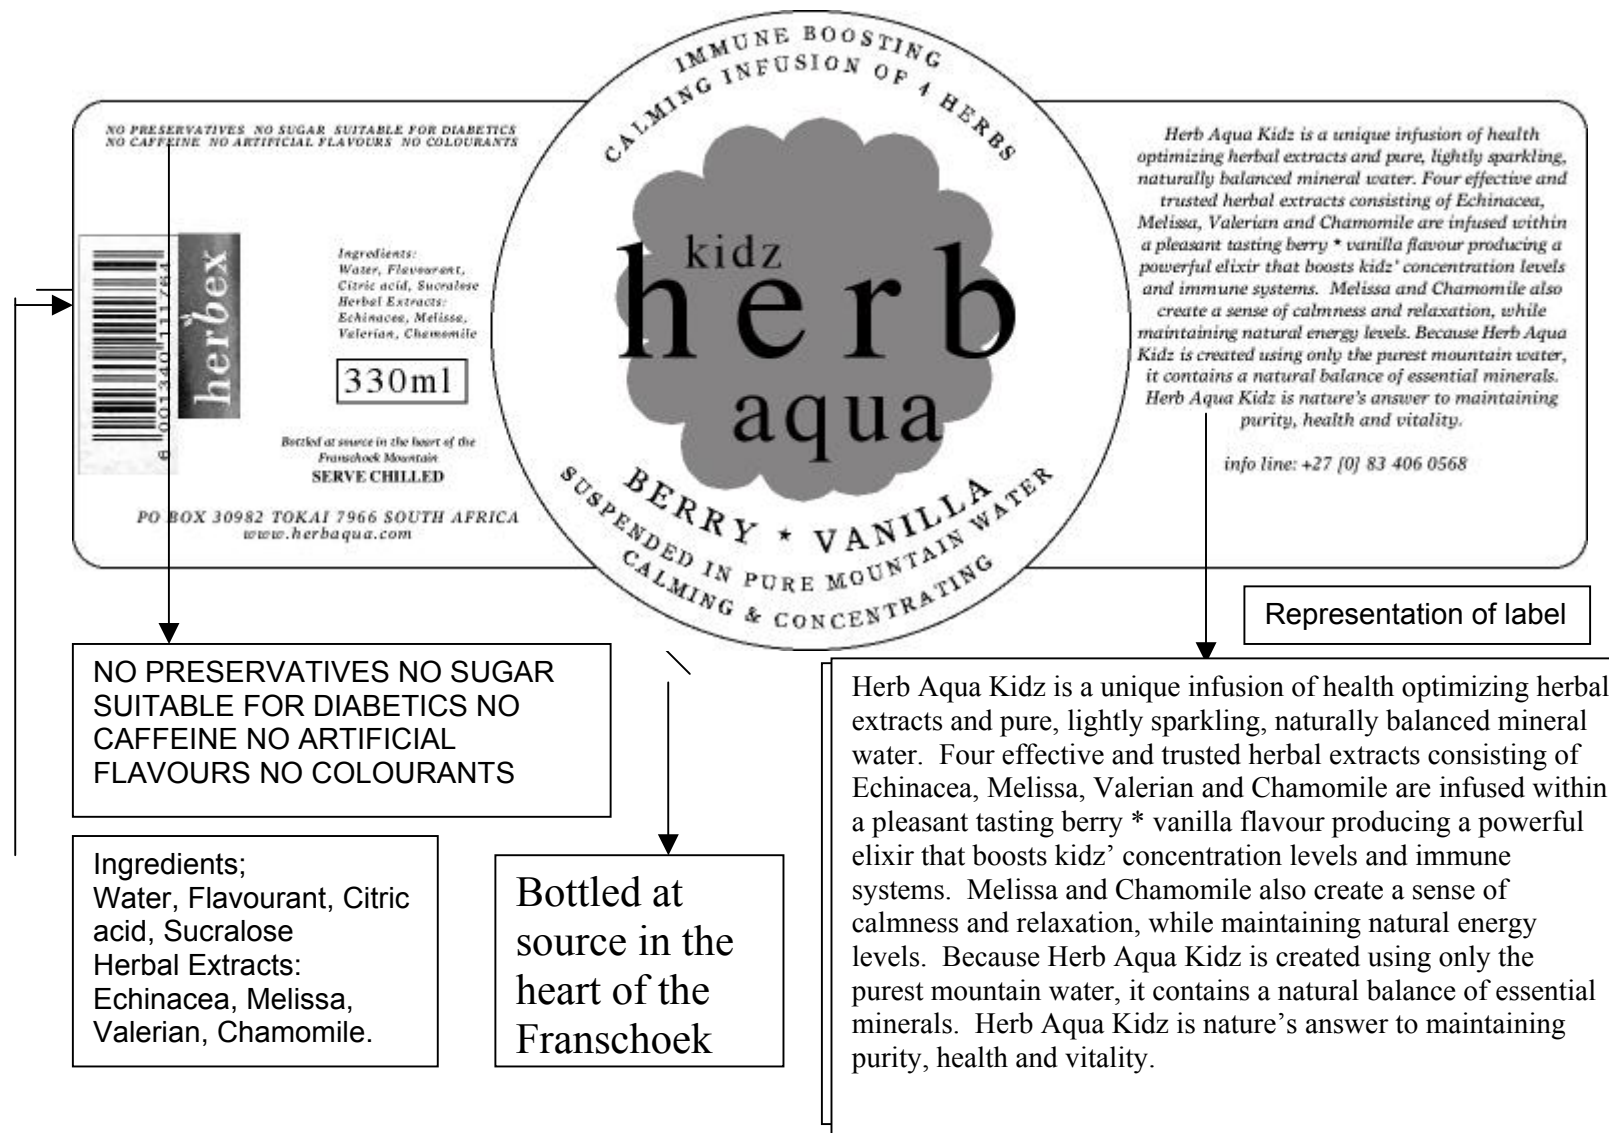 IMMUNE BOOSTING
CALMING INFUSION OF 4 HERBS
NO PRESERVATIVES NO SUGAR SUITABLE FOR DIABETICS
NO CAFFEINE NO ARTIFICIAL FLAVOURS NO COLOURANTS
6 001340 111764
herbex
Ingredients:
Water, Flavourant,
Citric acid, Sucralose
Herbal Extracts:
Echinacea, Melissa,
Valerian, Chamomile
330ml
Bottled at source in the heart of the
Franschoek Mountain
SERVE CHILLED
PO BOX 30982 TOKAI 7966 SOUTH AFRICA
www.herbaqua.com
kidz
herb
aqua
BERRY * VANILLA
SUSPENDED IN PURE MOUNTAIN WATER
CALMING & CONCENTRATING
Herb Aqua Kidz is a unique infusion of health
optimizing herbal extracts and pure, lightly sparkling,
naturally balanced mineral water. Four effective and
trusted herbal extracts consisting of Echinacea,
Melissa, Valerian and Chamomile are infused within
a pleasant tasting berry * vanilla flavour producing a
powerful elixir that boosts kidz' concentration levels
and immune systems. Melissa and Chamomile also
create a sense of calmness and relaxation, while
maintaining natural energy levels. Because Herb Aqua
Kidz is created using only the purest mountain water,
it contains a natural balance of essential minerals.
Herb Aqua Kidz is nature's answer to maintaining
purity, health and vitality.
info line: +27 [0] 83 406 0568
Representation of label
NO PRESERVATIVES NO SUGAR
SUITABLE FOR DIABETICS NO
CAFFEINE NO ARTIFICIAL
FLAVOURS NO COLOURANTS
Ingredients;
Water, Flavourant, Citric
acid, Sucralose
Herbal Extracts:
Echinacea, Melissa,
Valerian, Chamomile.
Bottled at
source in the
heart of the
Franschoek
Herb Aqua Kidz is a unique infusion of health optimizing herbal
extracts and pure, lightly sparkling, naturally balanced mineral
water.  Four effective and trusted herbal extracts consisting of
Echinacea, Melissa, Valerian and Chamomile are infused within
a pleasant tasting berry * vanilla flavour producing a powerful
elixir that boosts kidz’ concentration levels and immune
systems.  Melissa and Chamomile also create a sense of
calmness and relaxation, while maintaining natural energy
levels.  Because Herb Aqua Kidz is created using only the
purest mountain water, it contains a natural balance of essential
minerals.  Herb Aqua Kidz is nature’s answer to maintaining
purity, health and vitality.